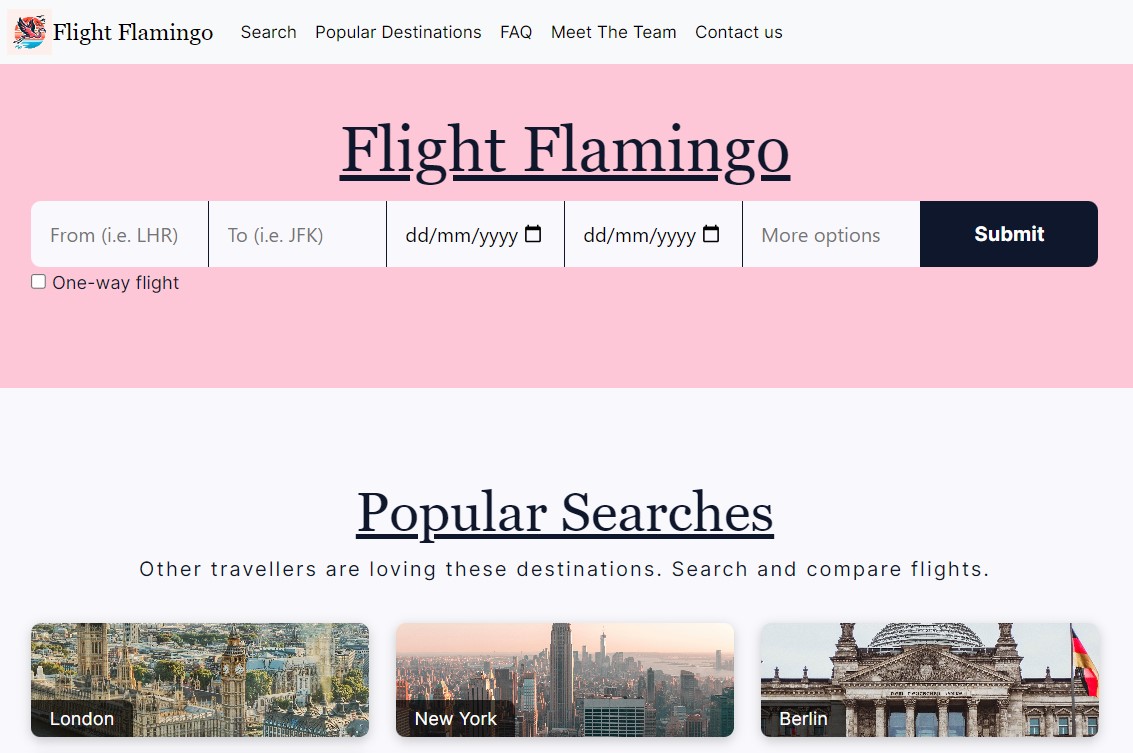 Flight Flamingo Search Popular Destinations FAQ Meet The Team Contact us
Flight Flamingo
From (i.e. LHR) To (i.e. JFK) dd/mm/yyyy dd/mm/yyyy More options Submit
One-way flight
Popular Searches
Other travellers are loving these destinations. Search and compare flights.
London New York Berlin